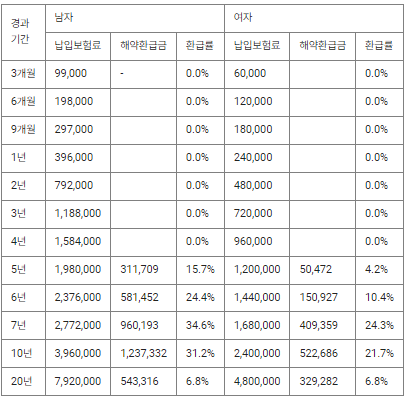 경과 기간 남자 여자
납입보험료 해약환급금 환급률 납입보험료 해약환급금 환급률
3개월 99,000 - 0.0% 60,000 0.0%
6개월 198,000 0.0% 120,000 0.0%
9개월 297,000 0.0% 180,000 0.0%
1년 396,000 0.0% 240,000 0.0%
2년 792,000 0.0% 480,000 0.0%
3년 1,188,000 0.0% 720,000 0.0%
4년 1,584,000 0.0% 960,000 0.0%
5년 1,980,000 311,709 15.7% 1,200,000 50,472 4.2%
6년 2,376,000 581,452 24.4% 1,440,000 150,927 10.4%
7년 2,772,000 960,193 34.6% 1,680,000 409,359 24.3%
10년 3,960,000 1,237,332 31.2% 2,400,000 522,686 21.7%
20년 7,920,000 543,316 6.8% 4,800,000 329,282 6.8%